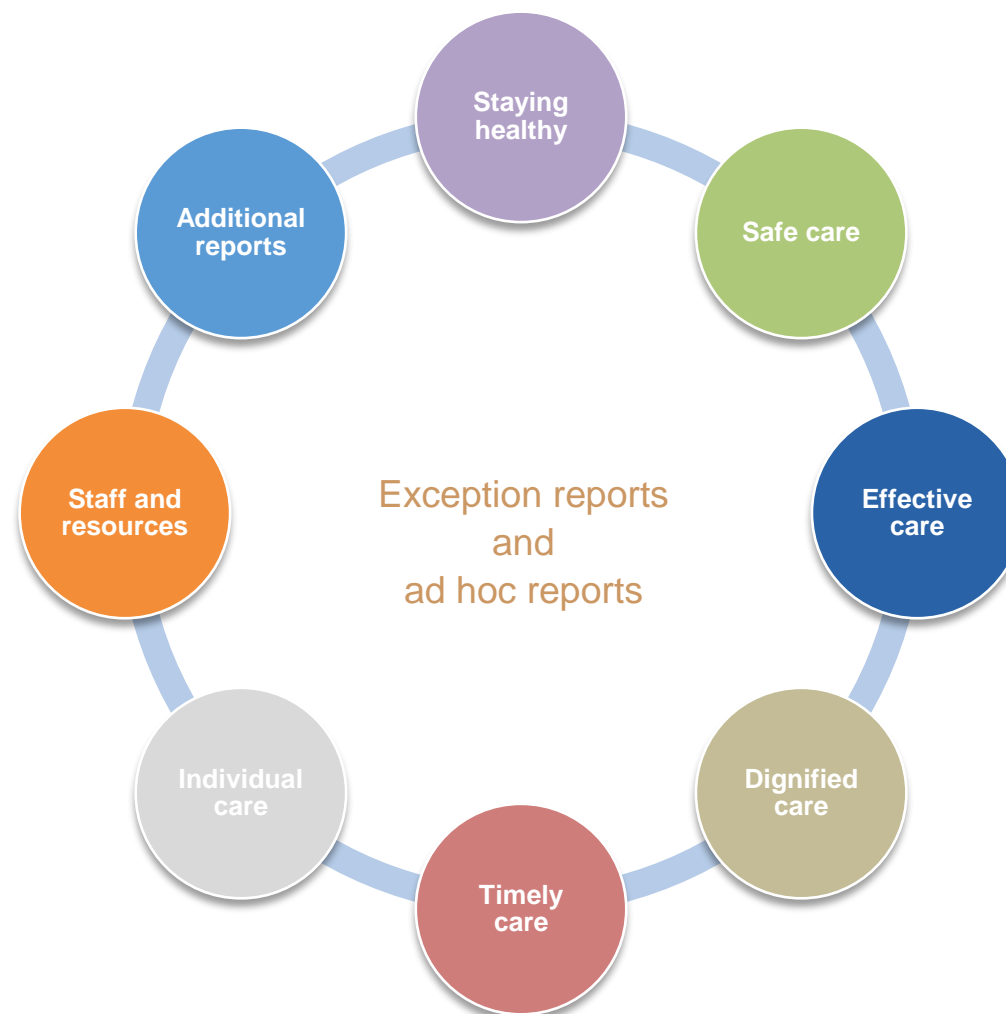 Staying
healthy
Safe care
Effective
care
Dignified
care
Timely
care
Individual
care
Staff and
resources
Additional
reports
Exception reports
and
ad hoc reports